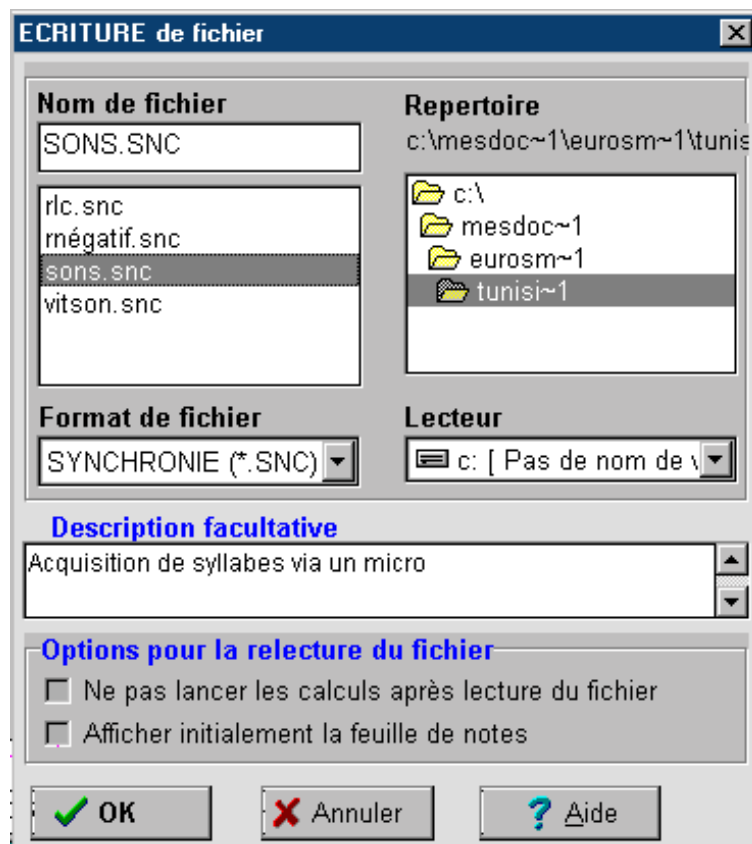 ECRITURE de fichier
Nom de fichier
SONS.SNC
rlc.snc
rnégatif.snc
sons.snc
vitson.snc
Repertoire
c:\mesdoc~1\eurosm~1\tunis
c:\
mesdoc~1
eurosm~1
tunisi~1
Format de fichier
SYNCHRONIE (*.SNC)
Lecteur
c: [ Pas de nom de
Description facultative
Acquisition de syllabes via un micro
Options pour la relecture du fichier
Ne pas lancer les calculs après lecture du fichier
Afficher initialement la feuille de notes
OK
Annuler
Aide